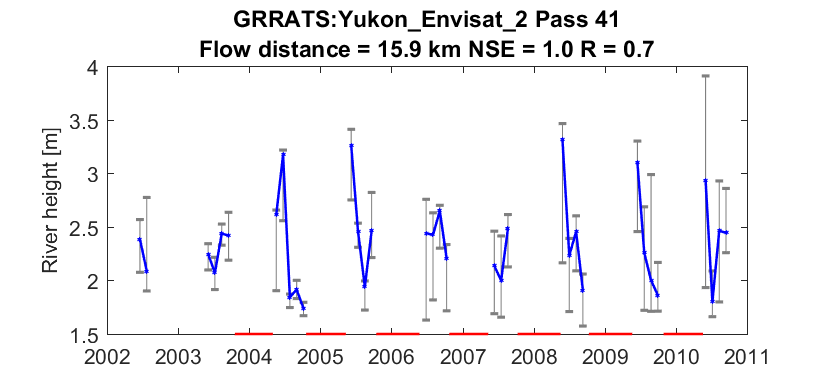 GRRATS:Yukon_Envisat_2 Pass 41
Flow distance = 15.9 km NSE = 1.0 R = 0.7
River height [m]
4
3.5
3
2.5
2
1.5
2002 2003 2004 2005 2006 2007 2008 2009 2010 2011